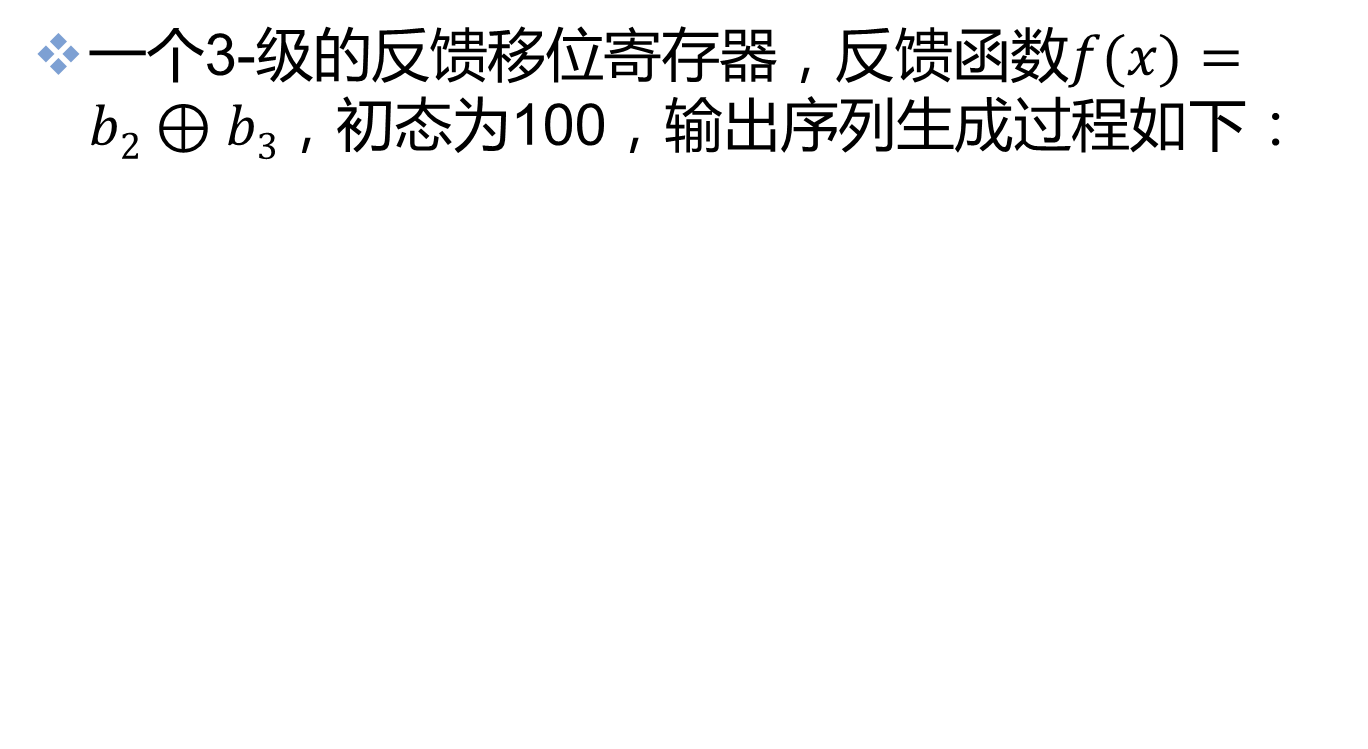 一个3-级的反馈移位寄存器，反馈函数𝑓(𝑥) =
𝑏₂ ⊕ 𝑏₃，初态为100，输出序列生成过程如下：